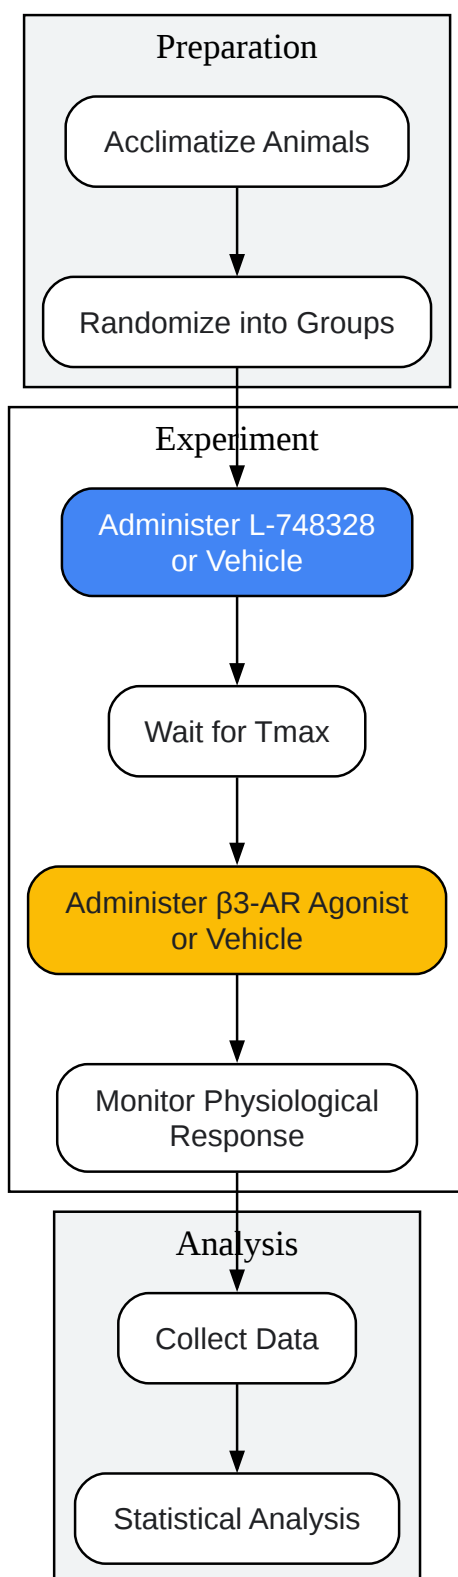 Preparation
Acclimatize Animals
Randomize into Groups
Experiment
Administer L-748328
or Vehicle
Wait for Tmax
Administer β3-AR Agonist
or Vehicle
Monitor Physiological
Response
Analysis
Collect Data
Statistical Analysis